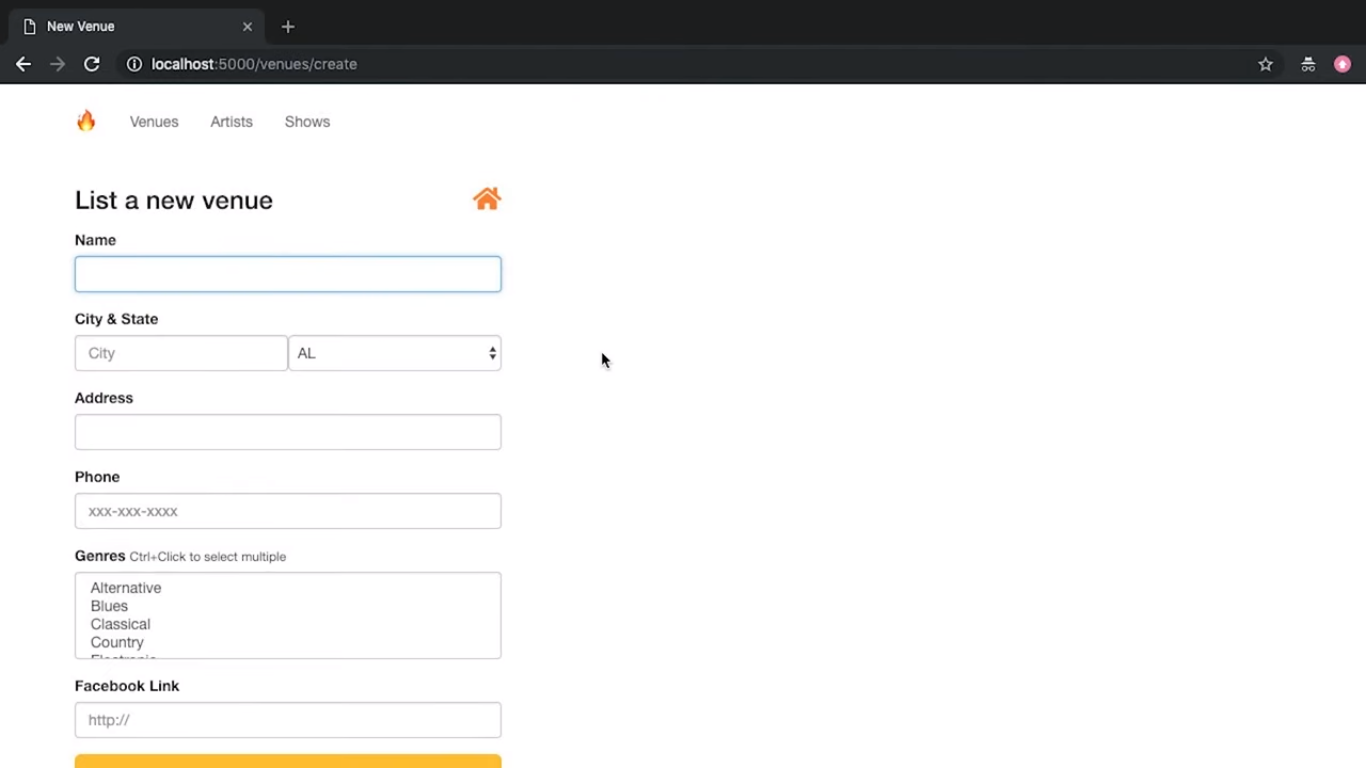 New Venue
localhost:5000/venues/create
Venues Artists Shows
List a new venue
Name
City & State
City AL
Address
Phone
xxx-xxx-xxxx
Genres Ctrl+Click to select multiple
Alternative
Blues
Classical
Country
Electronic
Facebook Link
http://